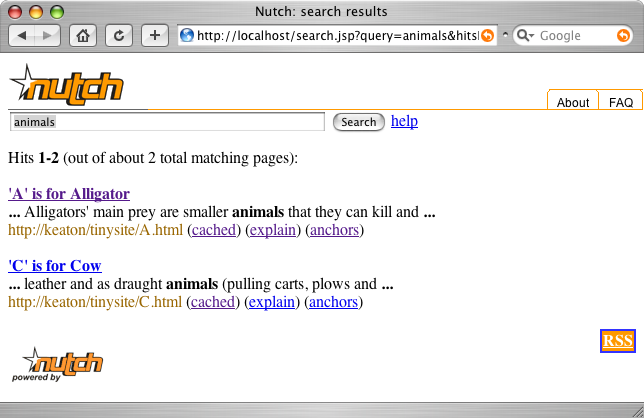 Nutch: search results
http://localhost/search.jsp?query=animals&hits
Google
nutch
About
FAQ
animals
Search
help
Hits 1-2 (out of about 2 total matching pages):
'A' is for Alligator
... Alligators' main prey are smaller animals that they can kill and ...
http://keaton/tinysite/A.html (cached) (explain) (anchors)
'C' is for Cow
... leather and as draught animals (pulling carts, plows and ...
http://keaton/tinysite/C.html (cached) (explain) (anchors)
RSS
nutch
powered by